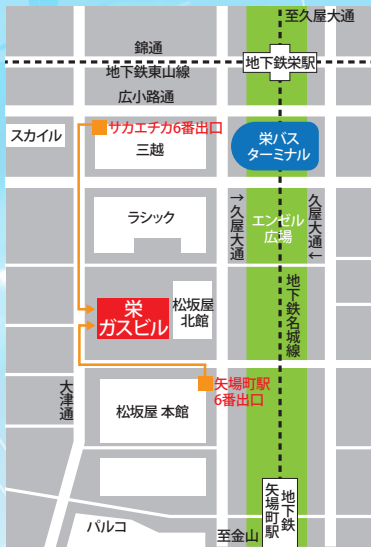 至久屋大通
錦通
地下鉄東山線
地下鉄栄駅
広小路通
サカエチカ6番出口
スカイル
三越
栄バス
ターミナル
ラシック
→久屋大通
エンゼル
広場
久屋大通←
栄
ガスビル
松坂屋
北館
地下鉄名城線
矢場町駅
6番出口
大津通
松坂屋 本館
地下鉄
矢場町駅
パルコ
至金山